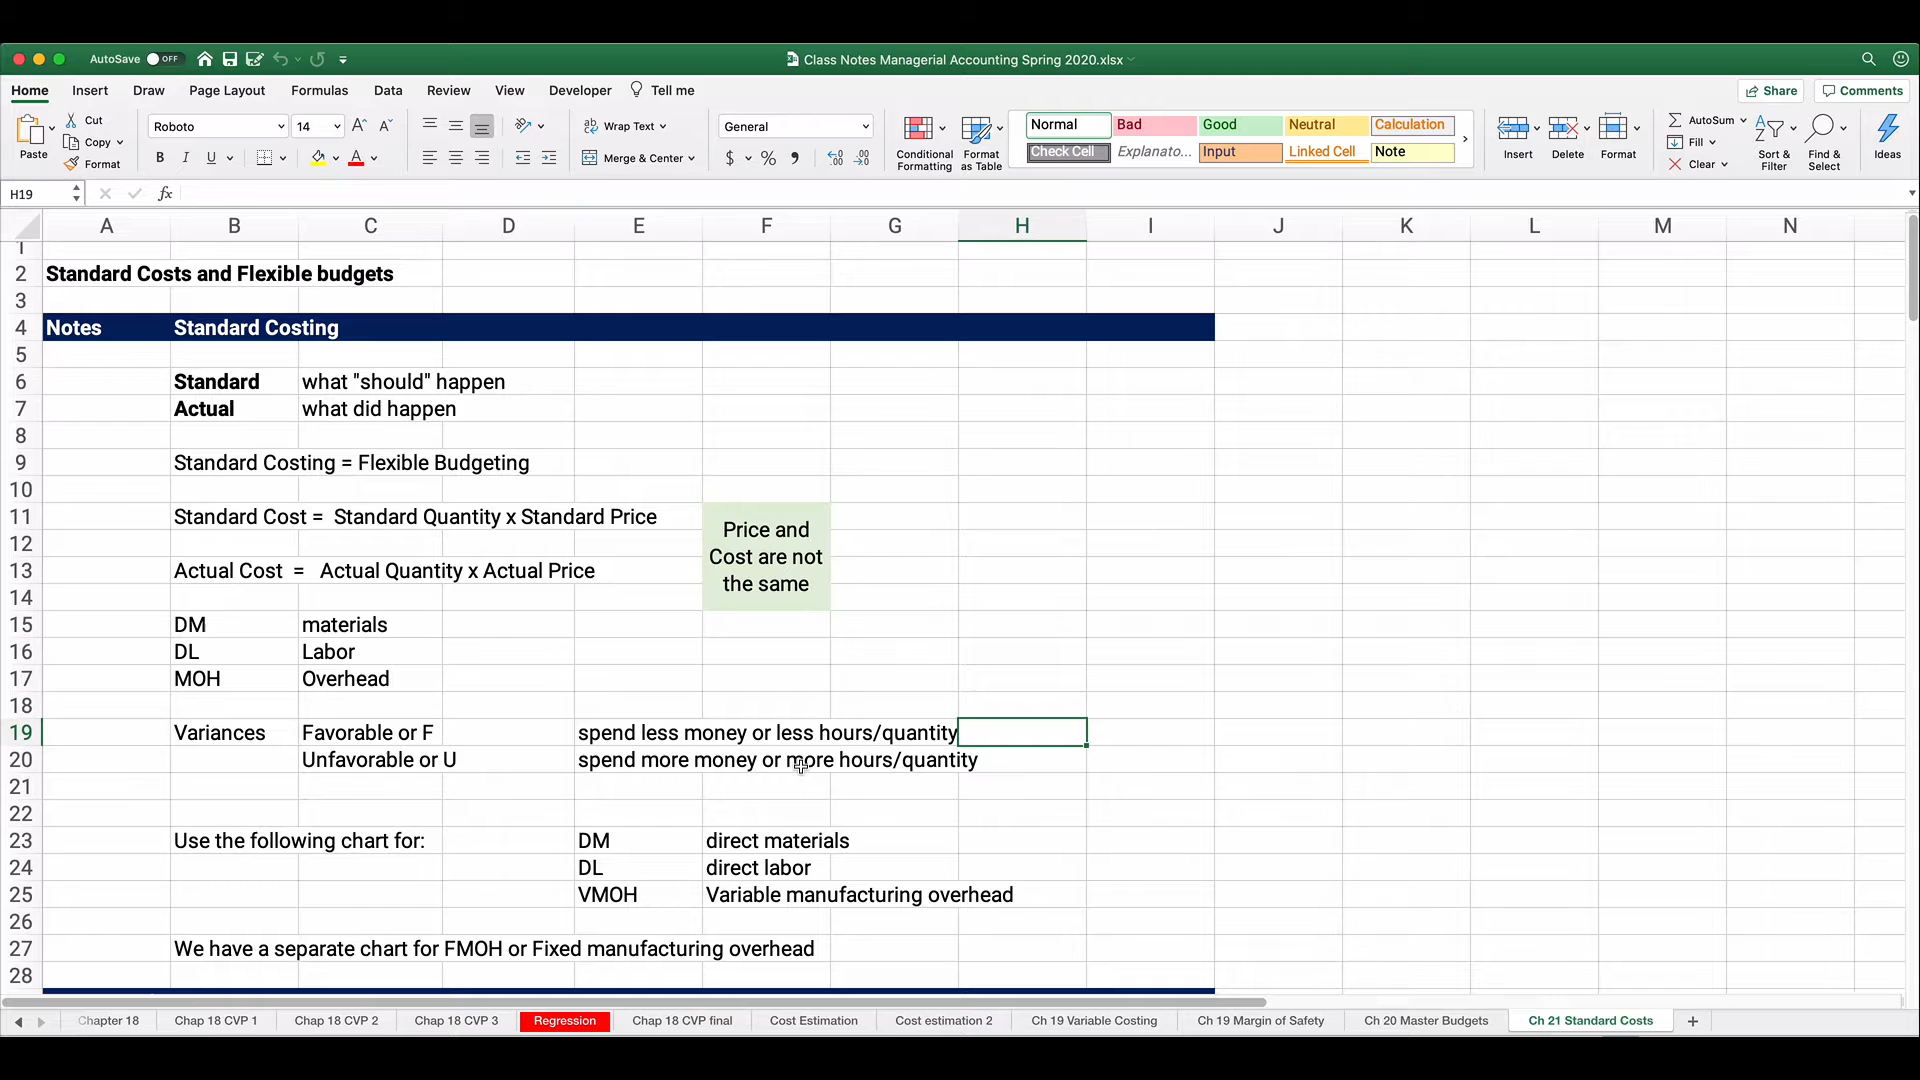 AutoSave OFF Class Notes Managerial Accounting Spring 2020.xlsx
Home Insert Draw Page Layout Formulas Data Review View Developer Tell me Share Comments
Paste Cut Copy Format
Roboto 14 A A
B I U A
Wrap Text
Merge & Center
General
$ % 9 .0 .00 .00 .0
Conditional Formatting
Format as Table
Normal Bad Good Neutral Calculation
Check Cell Explanato... Input Linked Cell Note
Insert Delete Format
AutoSum
Fill
Clear
Sort & Filter
Find & Select
Ideas
H19 fx
A B C D E F G H I J K L M N
1
2 Standard Costs and Flexible budgets
3
4 Notes Standard Costing
5
6 Standard what "should" happen
7 Actual what did happen
8
9 Standard Costing = Flexible Budgeting
10
11 Standard Cost = Standard Quantity x Standard Price
Price and
12
Cost are not
13 Actual Cost = Actual Quantity x Actual Price
the same
14
15 DM materials
16 DL Labor
17 MOH Overhead
18
19 Variances Favorable or F spend less money or less hours/quantity
20 Unfavorable or U spend more money or more hours/quantity
21
22
23 Use the following chart for: DM direct materials
24 DL direct labor
25 VMOH Variable manufacturing overhead
26
27 We have a separate chart for FMOH or Fixed manufacturing overhead
28
Chapter 18 Chap 18 CVP 1 Chap 18 CVP 2 Chap 18 CVP 3 Regression Chap 18 CVP final Cost Estimation Cost estimation 2 Ch 19 Variable Costing Ch 19 Margin of Safety Ch 20 Master Budgets Ch 21 Standard Costs +